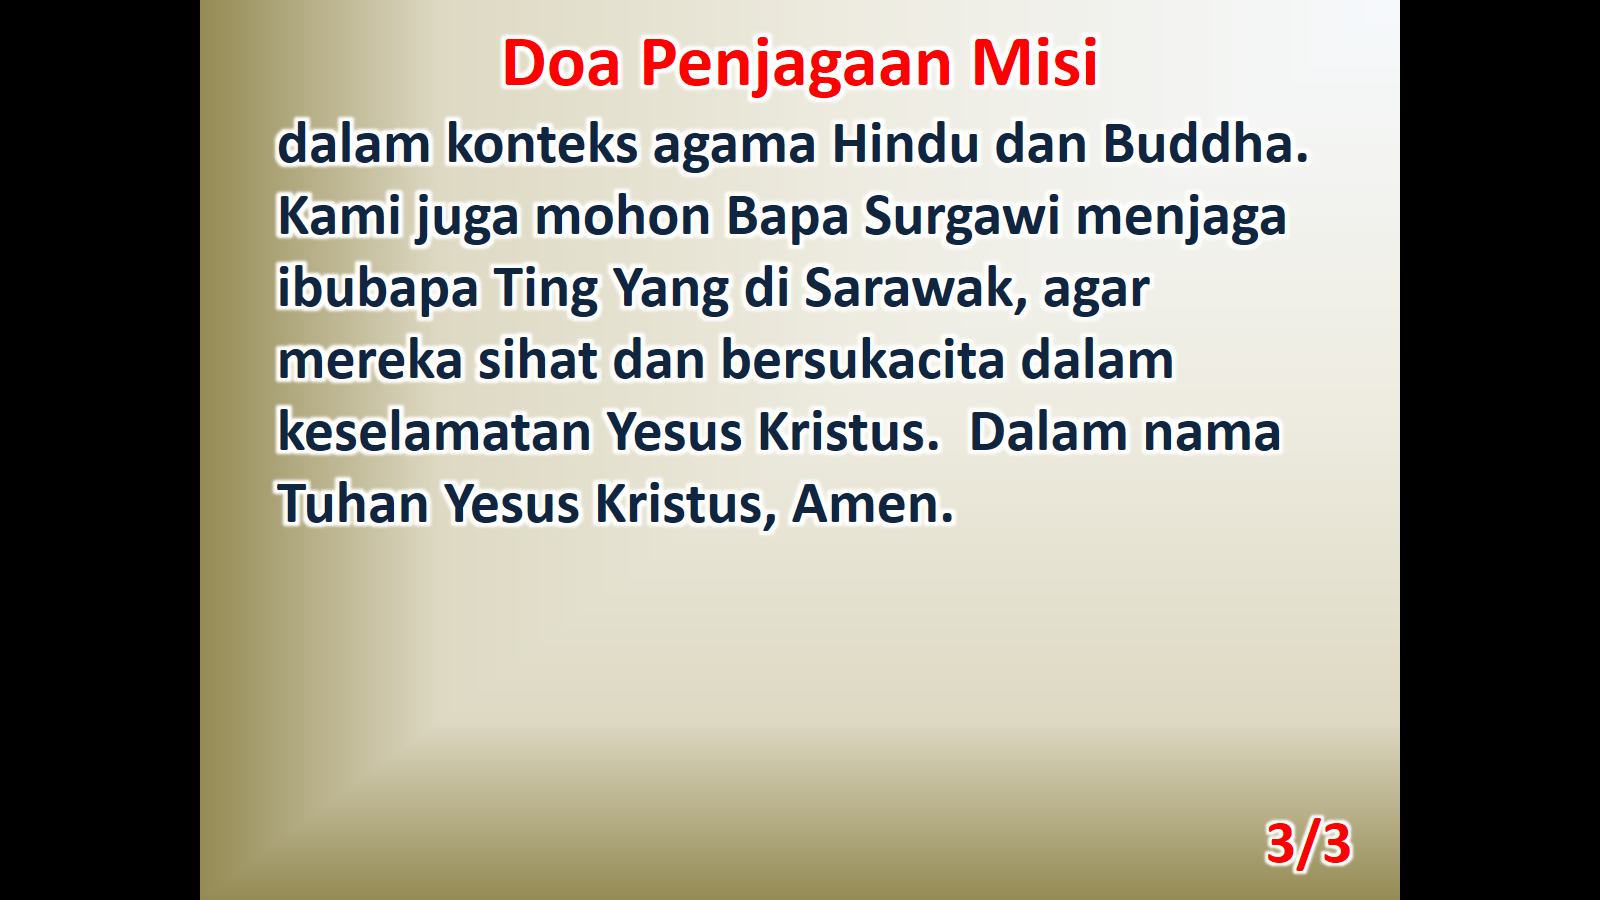 Doa Penjagaan Misi
dalam konteks agama Hindu dan Buddha.
Kami juga mohon Bapa Surgawi menjaga
ibubapa Ting Yang di Sarawak, agar
mereka sihat dan bersukacita dalam
keselamatan Yesus Kristus.  Dalam nama
Tuhan Yesus Kristus, Amen.
3/3